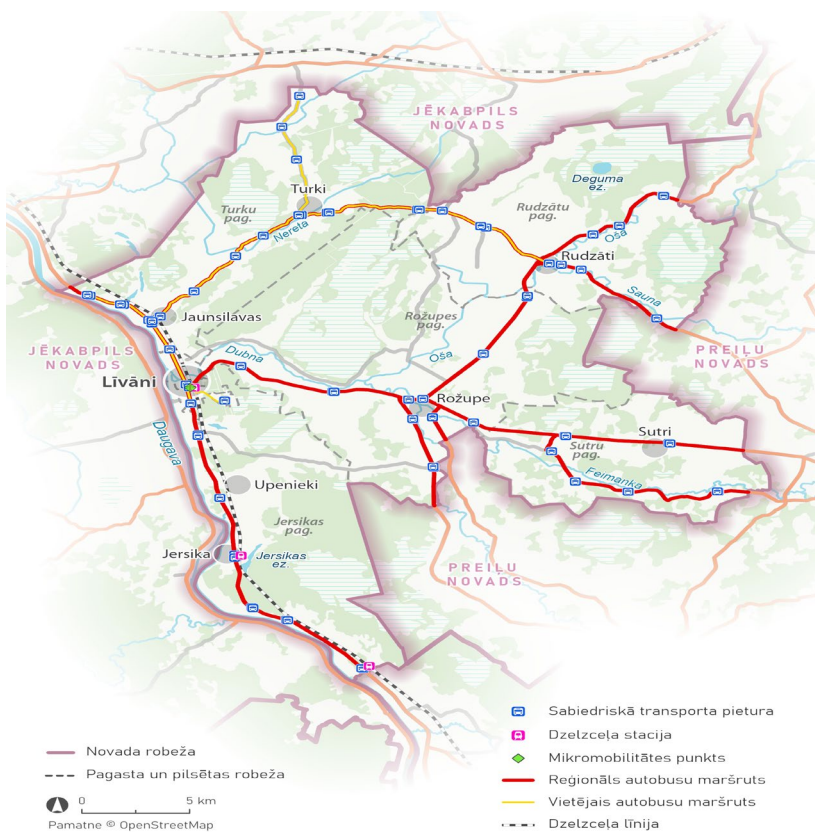 JĒKABPILS
NOVADS
Deguma
ez.
Turki
Turku
pag.
Nereta
Rudzātu
pag.
Oša
Rudzāti
Sauna
Jaunsilavas
Rožupes
pag.
JĒKABPILS
NOVADS
Dubna
Oša
PREIĻU
NOVADS
Līvāni
Rožupe
Sutri
Sutru
pag.
Daugava
Feimanka
Upenieki
Jersikas
pag.
Jersika
Jersikas
ez.
PREIĻU
NOVADS
Novada robeža
Pagasta un pilsētas robeža
0 5 km
Pamatne © OpenStreetMap
Sabiedriskā transporta pietura
Dzelzceļa stacija
Mikromobilitātes punkts
Reģionāls autobusu maršruts
Vietējais autobusu maršruts
Dzelzceļa līnija